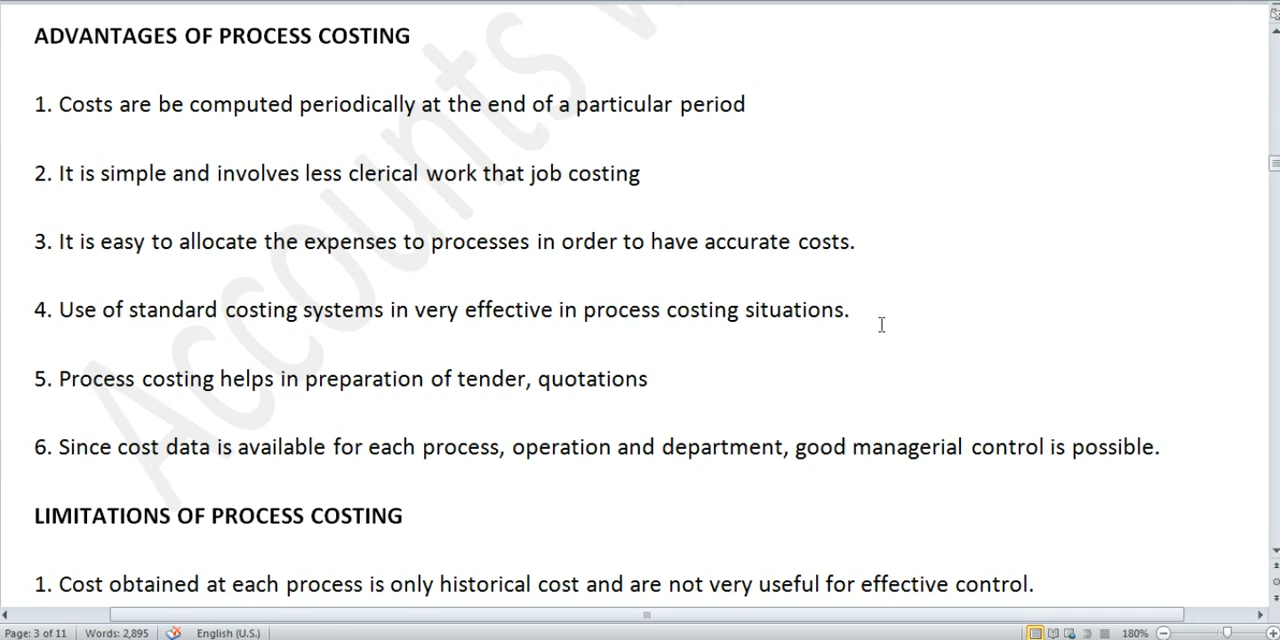 ADVANTAGES OF PROCESS COSTING
1. Costs are be computed periodically at the end of a particular period
2. It is simple and involves less clerical work that job costing
3. It is easy to allocate the expenses to processes in order to have accurate costs.
4. Use of standard costing systems in very effective in process costing situations.
5. Process costing helps in preparation of tender, quotations
6. Since cost data is available for each process, operation and department, good managerial control is possible.
LIMITATIONS OF PROCESS COSTING
1. Cost obtained at each process is only historical cost and are not very useful for effective control.
Accounts
Page: 3 of 11 Words: 2,895 English (U.S.) 180%